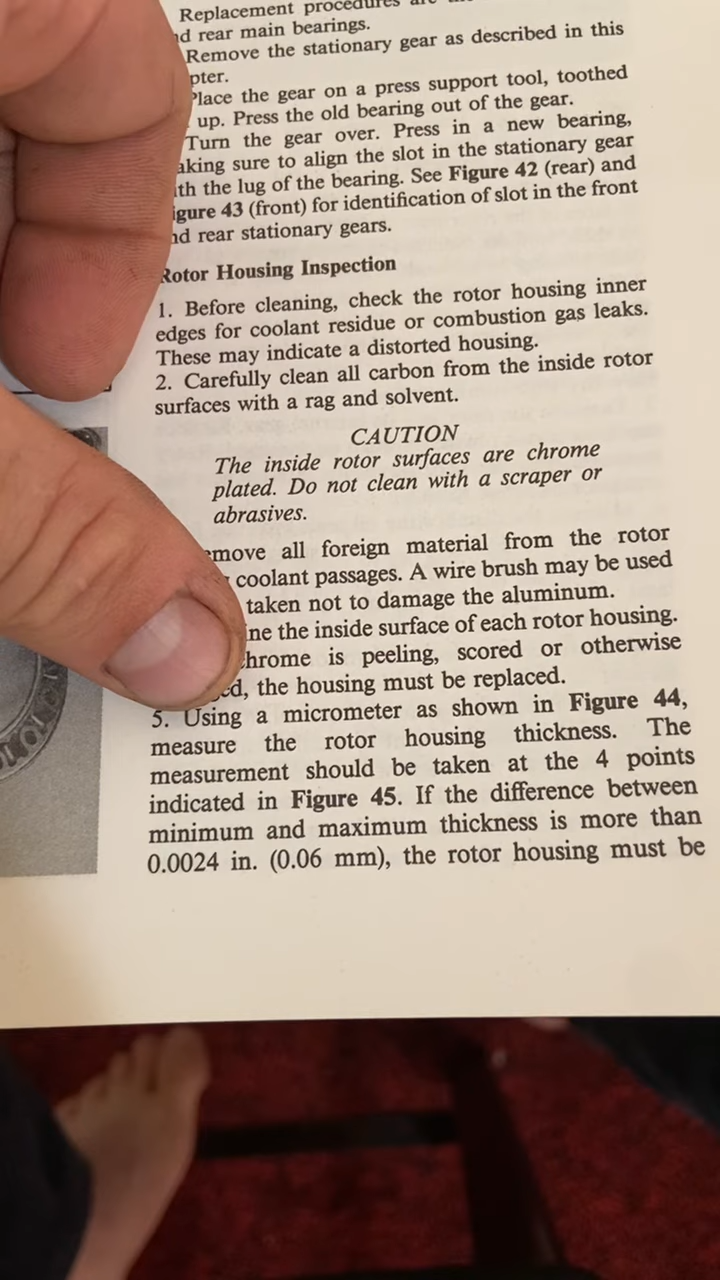 Replacement procedures are
d rear main bearings.
Remove the stationary gear as described in this
pter.
Place the gear on a press support tool, toothed
up. Press the old bearing out of the gear.
Turn the gear over. Press in a new bearing,
aking sure to align the slot in the stationary gear
th the lug of the bearing. See Figure 42 (rear) and
igure 43 (front) for identification of slot in the front
nd rear stationary gears.
Rotor Housing Inspection
1. Before cleaning, check the rotor housing inner
edges for coolant residue or combustion gas leaks.
These may indicate a distorted housing.
2. Carefully clean all carbon from the inside rotor
surfaces with a rag and solvent.
CAUTION
The inside rotor surfaces are chrome
plated. Do not clean with a scraper or
abrasives.
move all foreign material from the rotor
coolant passages. A wire brush may be used
taken not to damage the aluminum.
ne the inside surface of each rotor housing.
chrome is peeling, scored or otherwise
ed, the housing must be replaced.
5. Using a micrometer as shown in Figure 44,
measure the rotor housing thickness. The
measurement should be taken at the 4 points
indicated in Figure 45. If the difference between
minimum and maximum thickness is more than
0.0024 in. (0.06 mm), the rotor housing must be